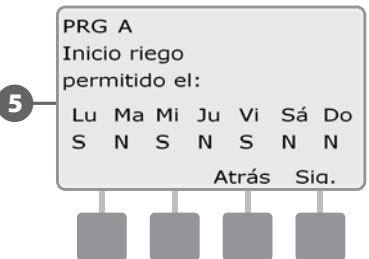 PRG A
Inicio riego
permitido el:
5
Lu Ma Mi Ju Vi Sá Do
S N S N S N N
Atrás Sig.